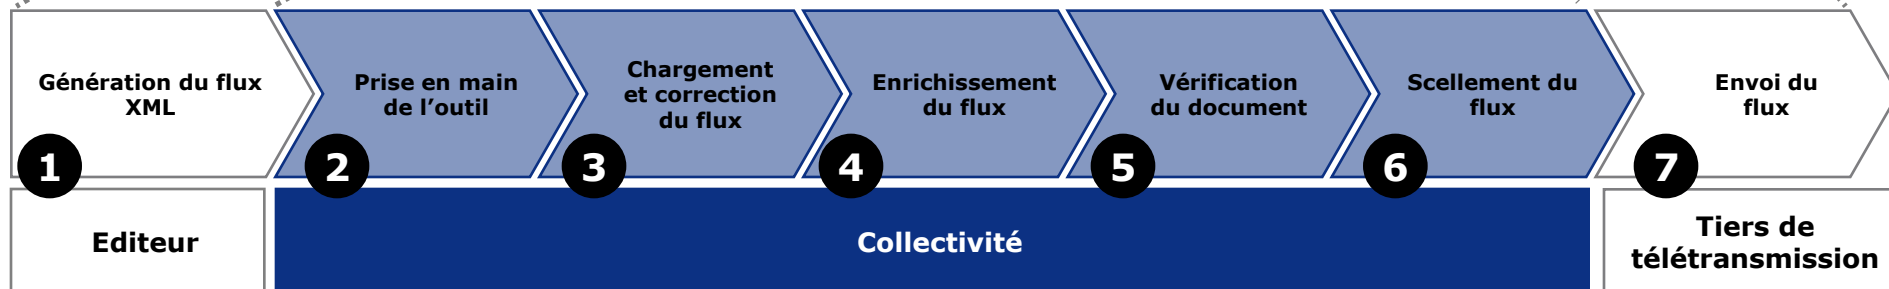 Génération du flux
XML
1
Prise en main
de l’outil
2
Chargement
et correction
du flux
3
Enrichissement
du flux
4
Vérification
du document
5
Scellement du
flux
6
Envoi du
flux
7
Editeur
Collectivité
Tiers de
télétransmission